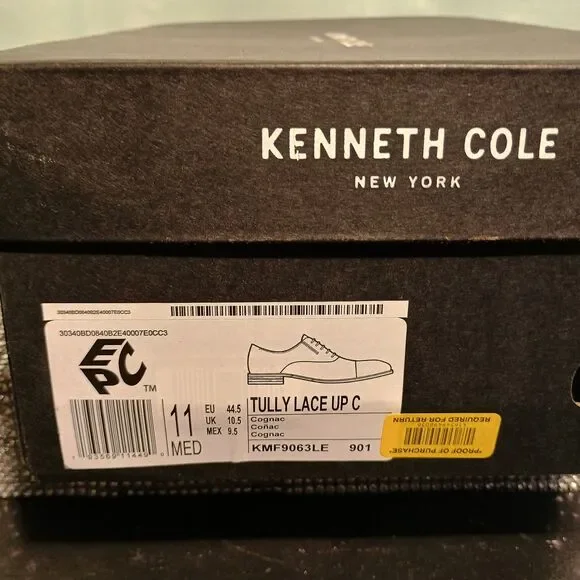 KENNETH COLE
NEW YORK
30340BD0840B2E40007E0CC3
30340BD0840B2E40007E0CC3
EPC
TM
11
MED
EU 44.5
UK 10.5
MEX 9.5
TULLY LACE UP C
Cognac
Coñac
Cognac
KMF9063LE 901
"PROOF OF PURCHASE"
REQUIRED FOR RETURN